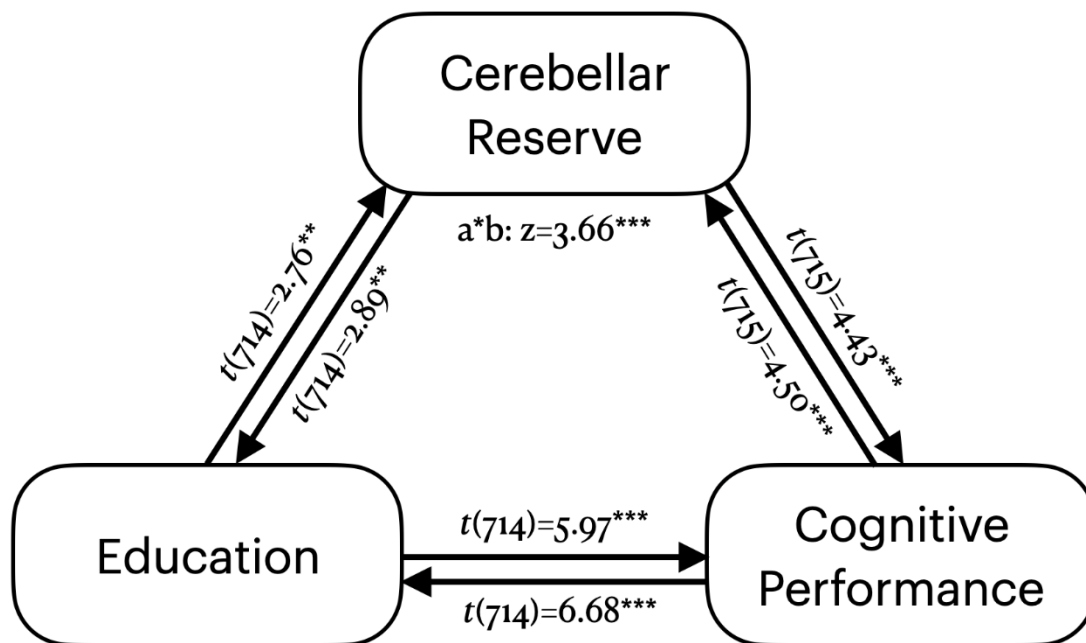 Cerebellar
Reserve
a*b: z=3.66***
t(714)=2.76**
t(714)=2.89**
t(715)=4.50***
t(715)=4.43***
Education
t(714)=5.97***
t(714)=6.68***
Cognitive
Performance